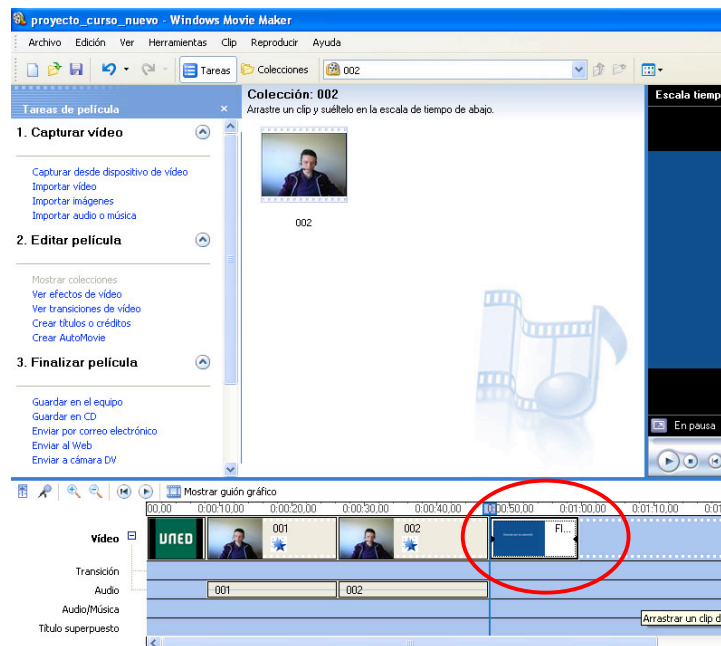 proyecto_curso_nuevo - Windows Movie Maker
Archivo Edición Ver Herramientas Clip Reproducir Ayuda
Tareas Colecciones 002
Tareas de película ×
Colección: 002
Arrastre un clip y suéltelo en la escala de tiempo de abajo.
Escala tiemp
1. Capturar vídeo
Capturar desde dispositivo de vídeo
Importar vídeo
Importar imágenes
Importar audio o música
002
2. Editar película
Mostrar colecciones
Ver efectos de vídeo
Ver transiciones de vídeo
Crear títulos o créditos
Crear AutoMovie
3. Finalizar película
Guardar en el equipo
Guardar en CD
Enviar por correo electrónico
Enviar al Web
Enviar a cámara DV
En pausa
Mostrar guión gráfico
00,00 0:00:10,00 0:00:20,00 0:00:30,00 0:00:40,00 0:00:50,00 0:01:00,00 0:01:10,00 0:01
Vídeo UNED 001 002 FI...
Transición
Audio 001 002
Audio/Música
Arrastrar un clip d
Título superpuesto